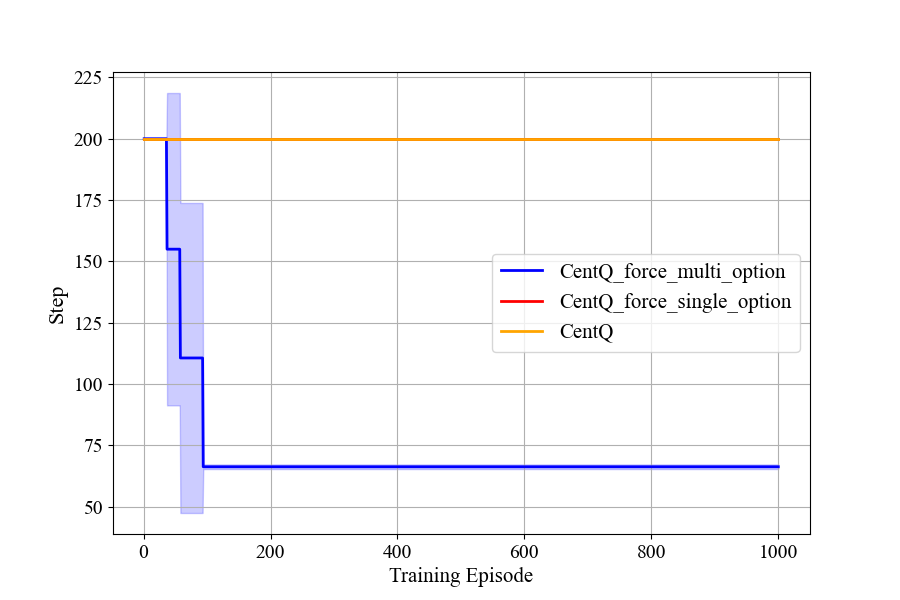 225
200
175
150
125
100
75
50
Step
0 200 400 600 800 1000
Training Episode
CentQ_force_multi_option
CentQ_force_single_option
CentQ